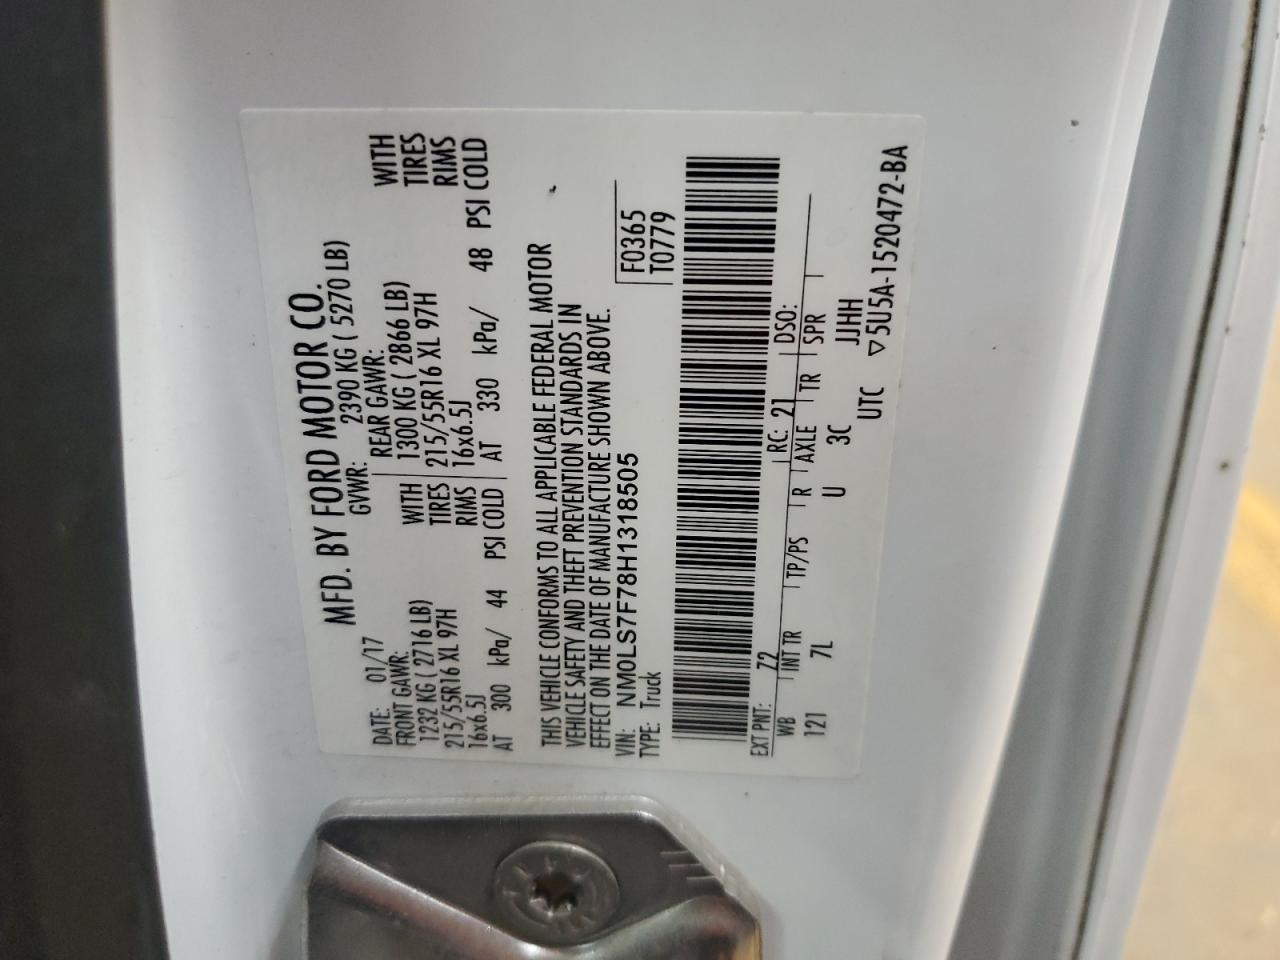 MFD. BY FORD MOTOR CO.
DATE: 01/17 GVWR: 2390 KG ( 5270 LB)
FRONT GAWR: REAR GAWR:
1232 KG ( 2716 LB) WITH 1300 KG ( 2866 LB) WITH
215/55R16 XL 97H TIRES 215/55R16 XL 97H TIRES
16x6.5J RIMS 16x6.5J RIMS
AT 300 kPa/ 44 PSI COLD AT 330 kPa/ 48 PSI COLD
THIS VEHICLE CONFORMS TO ALL APPLICABLE FEDERAL MOTOR
VEHICLE SAFETY AND THEFT PREVENTION STANDARDS IN
EFFECT ON THE DATE OF MANUFACTURE SHOWN ABOVE.
VIN: NM0LS7F78H1318505 F0365
TYPE: Truck T0779
EXT PNT: Z2 RC: 21 DSO:
WB INT TR TP/PS R AXLE TR SPR
121 7L U 3C JJHH
UTC ▽5U5A-1520472-BA